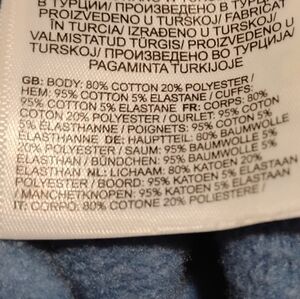 В ТУРЦИИ/ ПРОИЗВЕДЕНО В ТУРЦИЯ/
PROIZVEDENO U TURSKOJ/ FABRICAT
IN TURCIA/ IZRAĐENO U TURSKOJ/
VALMISTATUD TÜRGIS/ PROIZVEDENO U
TURSKOJ/ ПРОИЗВЕДЕНО ВО ТУРЦИЈА/
PAGAMINTA TURKIJOJE
GB: BODY: 80% COTTON 20% POLYESTER /
HEM: 95% COTTON 5% ELASTANE / CUFFS:
95% COTTON 5% ELASTANE FR: CORPS: 80%
COTON 20% POLYESTER / OURLET: 95% COTON
5% ÉLASTHANNE / POIGNETS: 95% COTON 5%
ÉLASTHANNE DE: HAUPTTEIL: 80% BAUMWOLLE
20% POLYESTER / SAUM: 95% BAUMWOLLE 5%
ELASTHAN / BÜNDCHEN: 95% BAUMWOLLE 5%
ELASTHAN NL: LICHAAM: 80% KATOEN 20%
POLYESTER / BOORD: 95% KATOEN 5% ELASTAAN
/ MANCHETKNOPEN: 95% KATOEN 5% ELASTAAN
IT: CORPO: 80% COTONE 20% POLIESTERE /